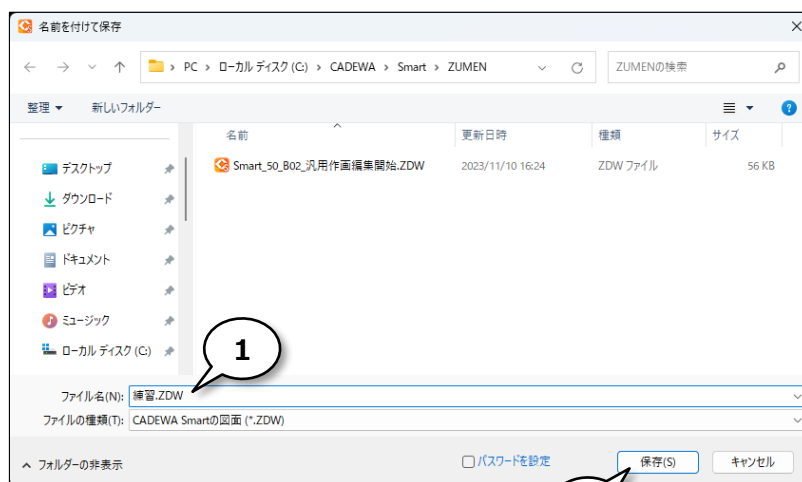 名前を付けて保存
PC › ローカル ディスク (C:) › CADEWA › Smart › ZUMEN
ZUMENの検索
整理 新しいフォルダー
名前 更新日時 種類 サイズ
Smart_50_B02_汎用作画編集開始.ZDW 2023/11/10 16:24 ZDW ファイル 56 KB
デスクトップ
ダウンロード
ピクチャ
ドキュメント
ビデオ
ミュージック
ローカル ディスク (C:)
1
ファイル名(N): 練習.ZDW
ファイルの種類(T): CADEWA Smartの図面 (*.ZDW)
フォルダーの非表示
パスワードを設定
保存(S)
キャンセル